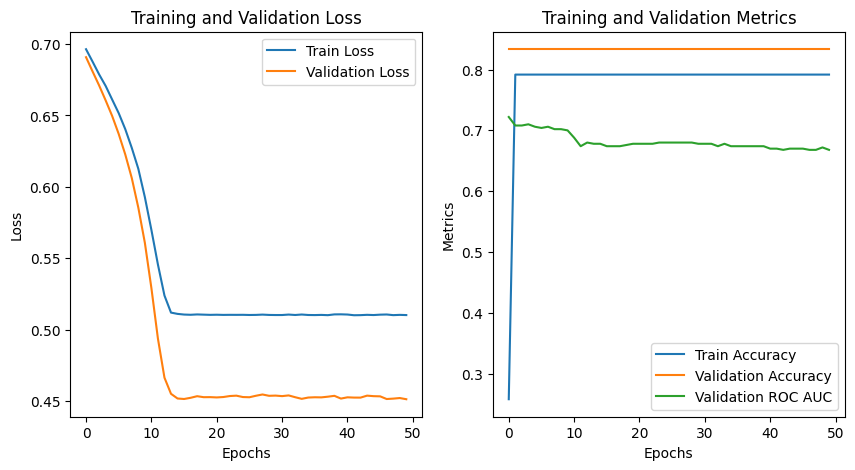 Training and Validation Loss
0.70
0.65
0.60
0.55
0.50
0.45
Loss
0 10 20 30 40 50
Epochs
Train Loss
Validation Loss
Training and Validation Metrics
0.8
0.7
0.6
0.5
0.4
0.3
Metrics
0 10 20 30 40 50
Epochs
Train Accuracy
Validation Accuracy
Validation ROC AUC